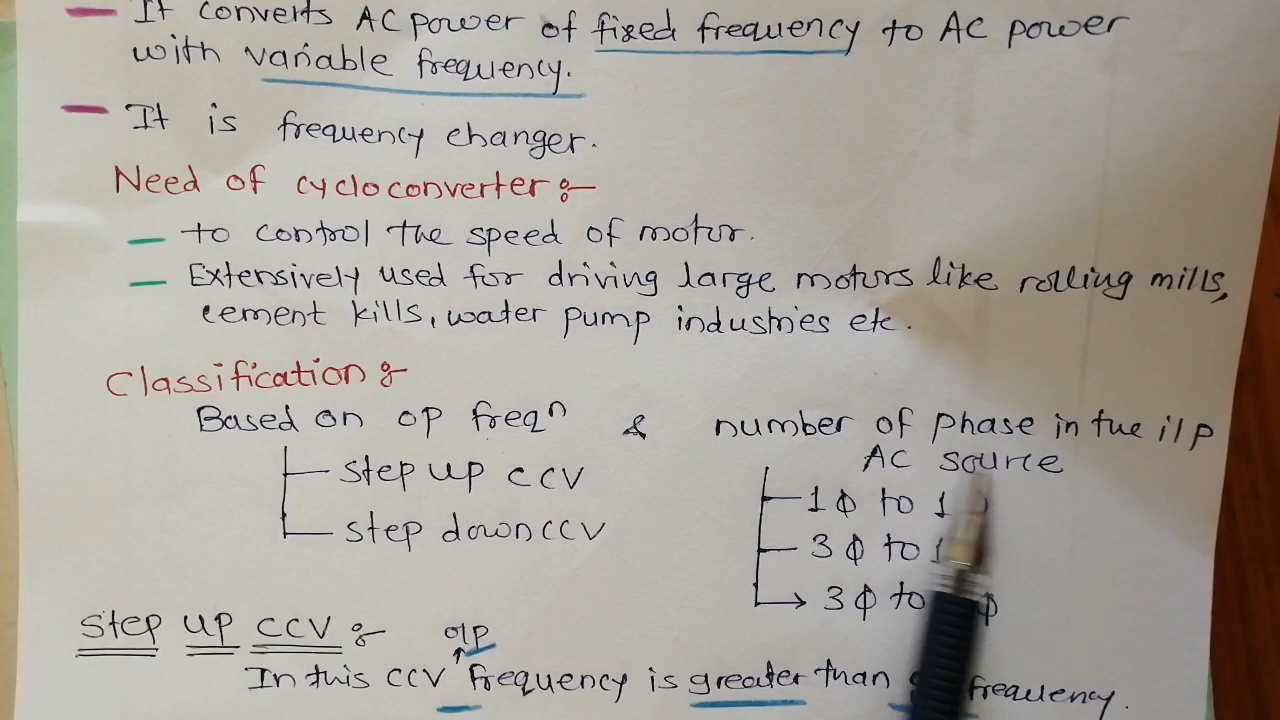 It converts AC power of fixed frequency to AC power
with variable frequency.
It is frequency changer.
Need of cycloconverter :-
to control the speed of motor.
Extensively used for driving large motors like rolling mills,
cement kills, water pump industries etc.
Classification :-
Based on op freqn & number of phase in the i/p
AC source
step up CCV
step down CCV
1φ to 1
3φ to 1
3φ to φ
step up CCV :-
o/p
In this CCV ↑ frequency is greater than frequency.